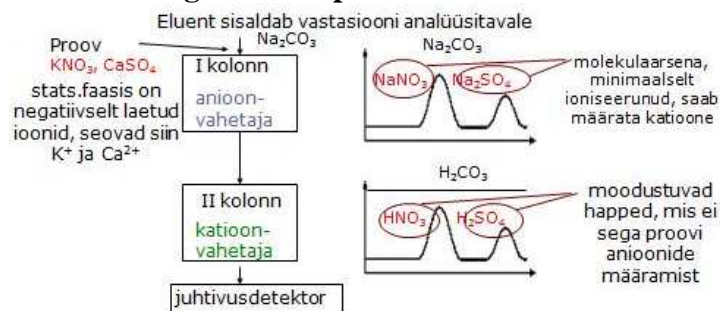 Eluent sisaldab vastasiooni analüüsitavale
Proov
KNO₃, CaSO₄
stats.faasis on
negatiivselt laetud
ioonid, seovad siin
K⁺ ja Ca²⁺
Na₂CO₃
I kolonn
anioon-
vahetaja
II kolonn
katioon-
vahetaja
juhtivusdetektor
Na₂CO₃
NaNO₃
Na₂SO₄
molekulaarsena,
minimaalselt
ioniseerunud, saab
määrata katioone
H₂CO₃
HNO₃
H₂SO₄
moodustuvad
happed, mis ei
sega proovi
anioonide
määramist